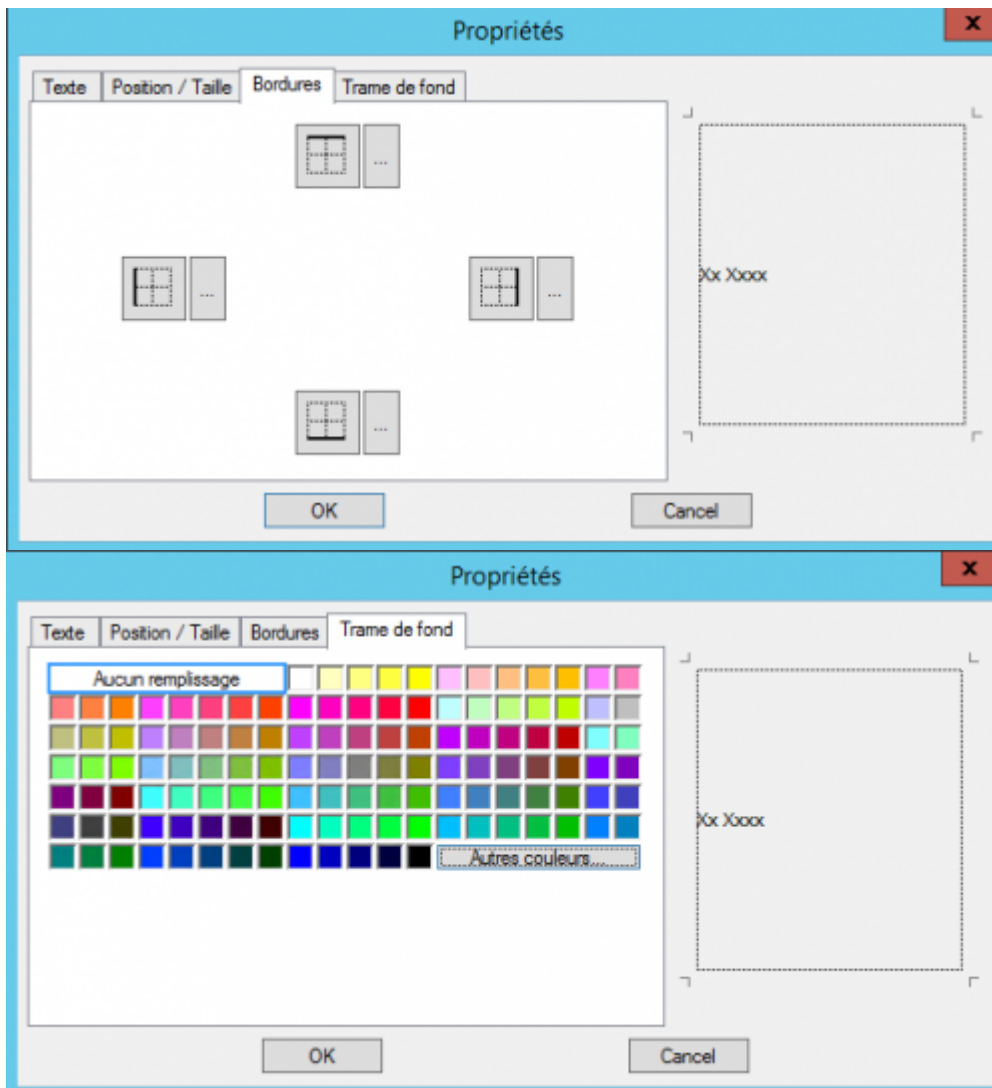 Propriétés
x
Texte Position / Taille Bordures Trame de fond
...
Xx Xxxx
... ...
...
OK Cancel
Propriétés
x
Texte Position / Taille Bordures Trame de fond
Aucun remplissage
Xx Xxxx
Autres couleurs...
OK Cancel